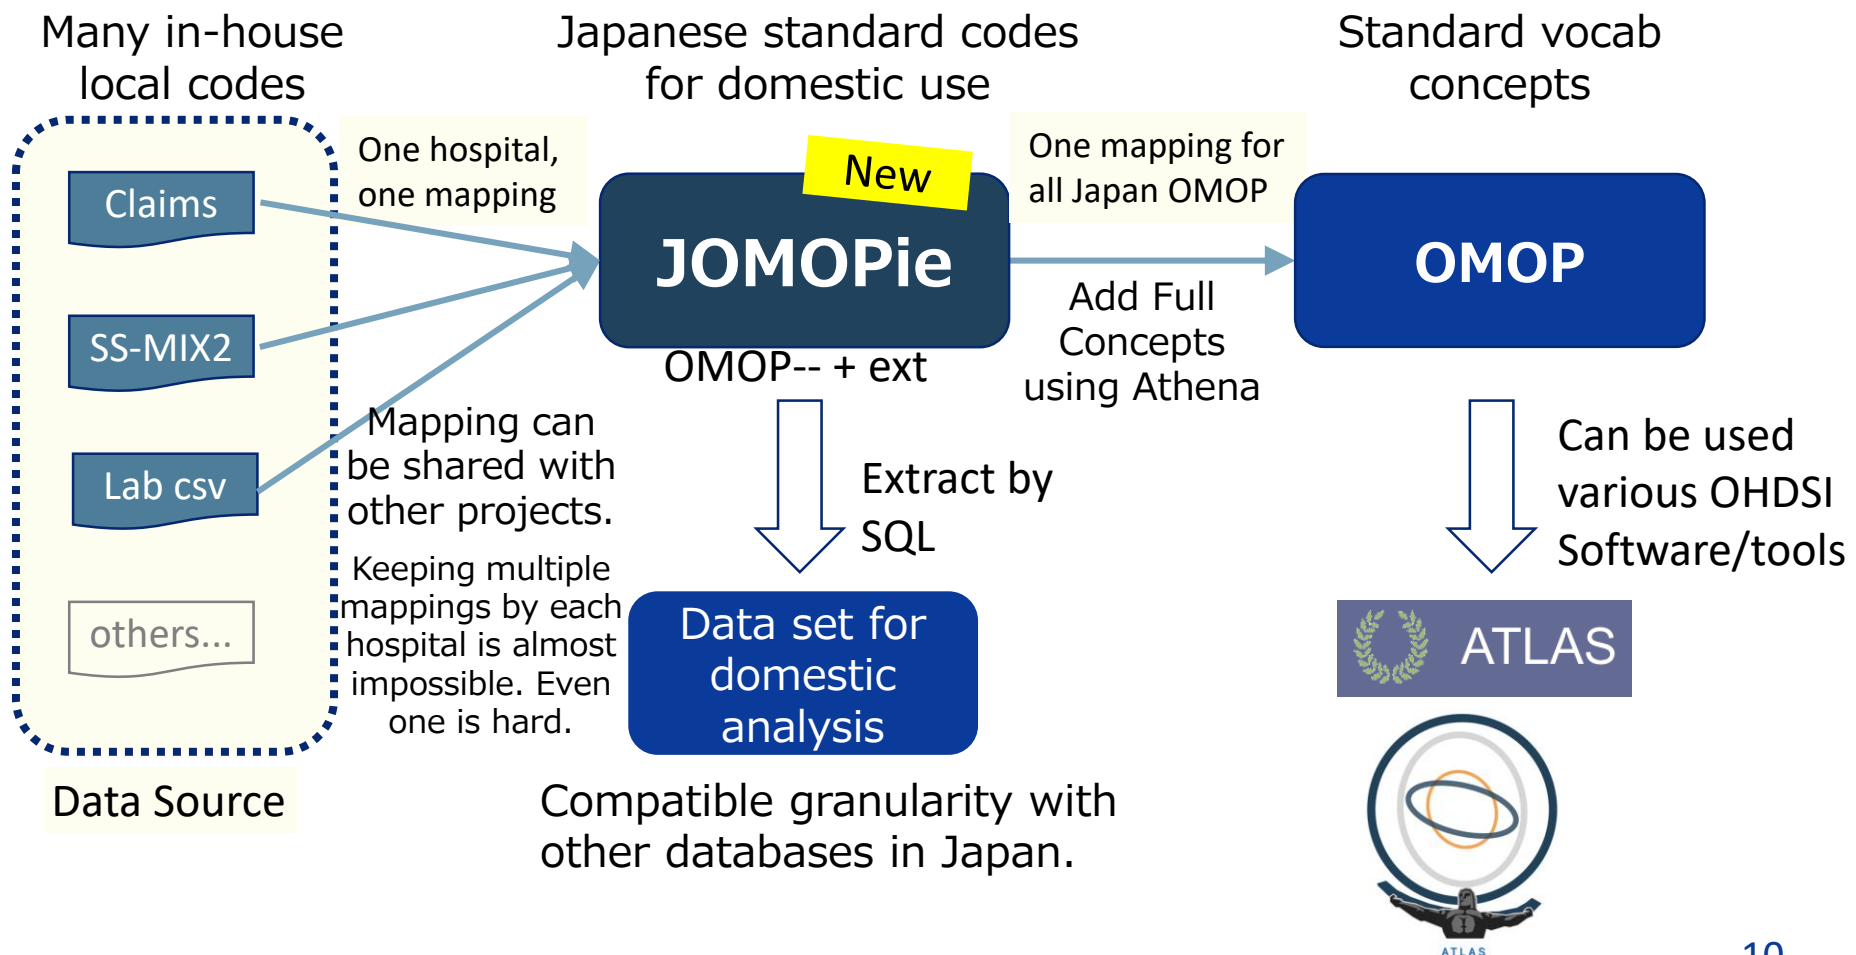 Many in-house
local codes
Japanese standard codes
for domestic use
Standard vocab
concepts
One hospital,
one mapping
New
One mapping for
all Japan OMOP
Claims
JOMOPie
OMOP
SS-MIX2
OMOP-- + ext
Add Full
Concepts
using Athena
Lab csv
Mapping can
be shared with
other projects.
Extract by
SQL
Can be used
various OHDSI
Software/tools
others...
Keeping multiple
mappings by each
hospital is almost
impossible. Even
one is hard.
Data set for
domestic
analysis
ATLAS
Data Source
Compatible granularity with
other databases in Japan.
ATLAS
10